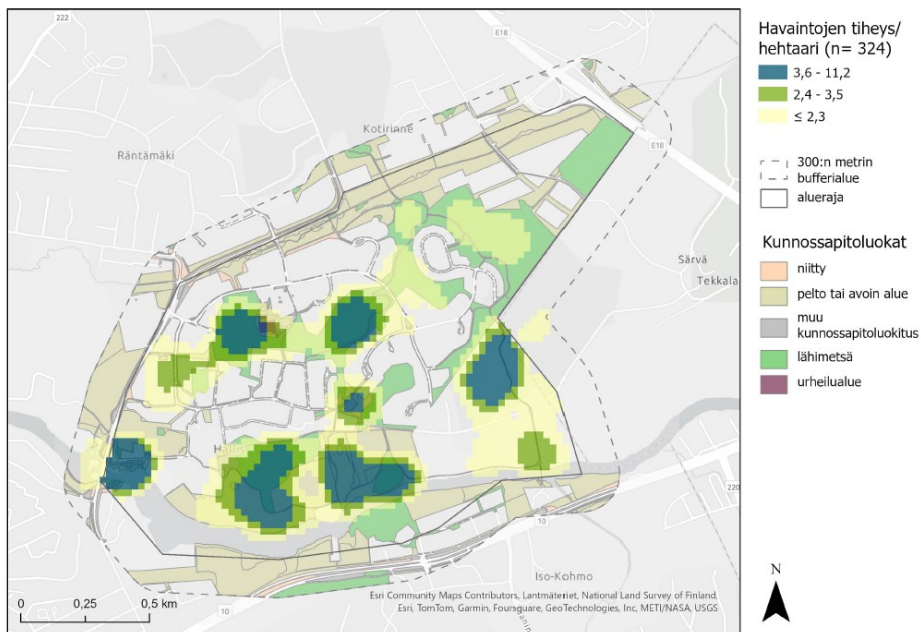 222
E18
Kotirinne
Räntämäki
E18
Särvä
Tekkala
220
10
Iso-Kohmo
10
N
0 0,25 0,5 km
Esri Community Maps Contributors, Lantmäteriet, National Land Survey of Finland,
Esri, TomTom, Garmin, Foursquare, GeoTechnologies, Inc, METI/NASA, USGS
Havaintojen tiheys/
hehtaari (n= 324)
3,6 - 11,2
2,4 - 3,5
≤ 2,3
300:n metrin
bufferialue
alueraja
Kunnossapitoluokat
niitty
pelto tai avoin alue
muu
kunnossapitoluokitus
lähimetsä
urheilualue